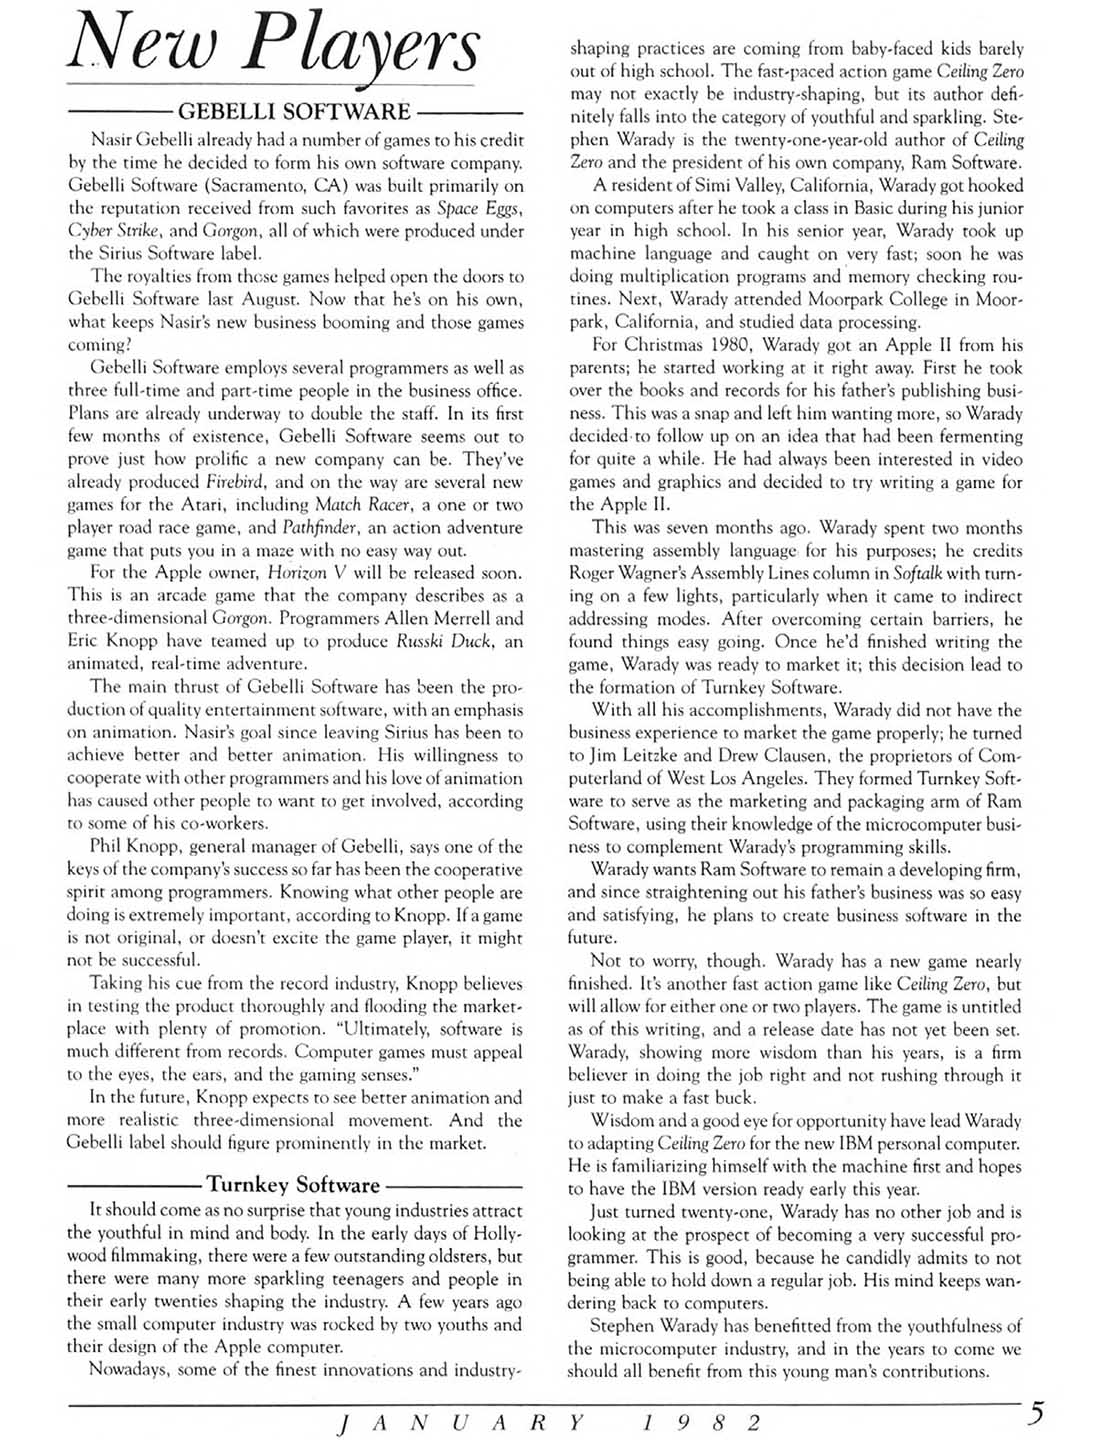 New Players
GEBELLI SOFTWARE
Nasir Gebelli already had a number of games to his credit
by the time he decided to form his own software company.
Gebelli Software (Sacramento, CA) was built primarily on
the reputation received from such favorites as Space Eggs,
Cyber Strike, and Gorgon, all of which were produced under
the Sirius Software label.
The royalties from those games helped open the doors to
Gebelli Software last August. Now that he's on his own,
what keeps Nasir's new business booming and those games
coming?
Gebelli Software employs several programmers as well as
three full-time and part-time people in the business office.
Plans are already underway to double the staff. In its first
few months of existence, Gebelli Software seems out to
prove just how prolific a new company can be. They've
already produced Firebird, and on the way are several new
games for the Atari, including Match Racer, a one or two
player road race game, and Pathfinder, an action adventure
game that puts you in a maze with no easy way out.
For the Apple owner, Horizon V will be released soon.
This is an arcade game that the company describes as a
three-dimensional Gorgon. Programmers Allen Merrell and
Eric Knopp have teamed up to produce Russki Duck, an
animated, real-time adventure.
The main thrust of Gebelli Software has been the pro-
duction of quality entertainment software, with an emphasis
on animation. Nasir's goal since leaving Sirius has been to
achieve better and better animation. His willingness to
cooperate with other programmers and his love of animation
has caused other people to want to get involved, according
to some of his co-workers.
Phil Knopp, general manager of Gebelli, says one of the
keys of the company's success so far has been the cooperative
spirit among programmers. Knowing what other people are
doing is extremely important, according to Knopp. If a game
is not original, or doesn't excite the game player, it might
not be successful.
Taking his cue from the record industry, Knopp believes
in testing the product thoroughly and flooding the market-
place with plenty of promotion. "Ultimately, software is
much different from records. Computer games must appeal
to the eyes, the ears, and the gaming senses."
In the future, Knopp expects to see better animation and
more realistic three-dimensional movement. And the
Gebelli label should figure prominently in the market.
Turnkey Software
It should come as no surprise that young industries attract
the youthful in mind and body. In the early days of Holly-
wood filmmaking, there were a few outstanding oldsters, but
there were many more sparkling teenagers and people in
their early twenties shaping the industry. A few years ago
the small computer industry was rocked by two youths and
their design of the Apple computer.
Nowadays, some of the finest innovations and industry-
shaping practices are coming from baby-faced kids barely
out of high school. The fast-paced action game Ceiling Zero
may not exactly be industry-shaping, but its author defi-
nitely falls into the category of youthful and sparkling. Ste-
phen Warady is the twenty-one-year-old author of Ceiling
Zero and the president of his own company, Ram Software.
A resident of Simi Valley, California, Warady got hooked
on computers after he took a class in Basic during his junior
year in high school. In his senior year, Warady took up
machine language and caught on very fast; soon he was
doing multiplication programs and memory checking rou-
tines. Next, Warady attended Moorpark College in Moor-
park, California, and studied data processing.
For Christmas 1980, Warady got an Apple II from his
parents; he started working at it right away. First he took
over the books and records for his father's publishing busi-
ness. This was a snap and left him wanting more, so Warady
decided to follow up on an idea that had been fermenting
for quite a while. He had always been interested in video
games and graphics and decided to try writing a game for
the Apple II.
This was seven months ago. Warady spent two months
mastering assembly language for his purposes; he credits
Roger Wagner's Assembly Lines column in Softalk with turn-
ing on a few lights, particularly when it came to indirect
addressing modes. After overcoming certain barriers, he
found things easy going. Once he'd finished writing the
game, Warady was ready to market it; this decision lead to
the formation of Turnkey Software.
With all his accomplishments, Warady did not have the
business experience to market the game properly; he turned
to Jim Leitzke and Drew Clausen, the proprietors of Com-
puterland of West Los Angeles. They formed Turnkey Soft-
ware to serve as the marketing and packaging arm of Ram
Software, using their knowledge of the microcomputer busi-
ness to complement Warady's programming skills.
Warady wants Ram Software to remain a developing firm,
and since straightening out his father's business was so easy
and satisfying, he plans to create business software in the
future.
Not to worry, though. Warady has a new game nearly
finished. It's another fast action game like Ceiling Zero, but
will allow for either one or two players. The game is untitled
as of this writing, and a release date has not yet been set.
Warady, showing more wisdom than his years, is a firm
believer in doing the job right and not rushing through it
just to make a fast buck.
Wisdom and a good eye for opportunity have lead Warady
to adapting Ceiling Zero for the new IBM personal computer.
He is familiarizing himself with the machine first and hopes
to have the IBM version ready early this year.
Just turned twenty-one, Warady has no other job and is
looking at the prospect of becoming a very successful pro-
grammer. This is good, because he candidly admits to not
being able to hold down a regular job. His mind keeps wan-
dering back to computers.
Stephen Warady has benefitted from the youthfulness of
the microcomputer industry, and in the years to come we
should all benefit from this young man's contributions.
JANUARY 1982 5